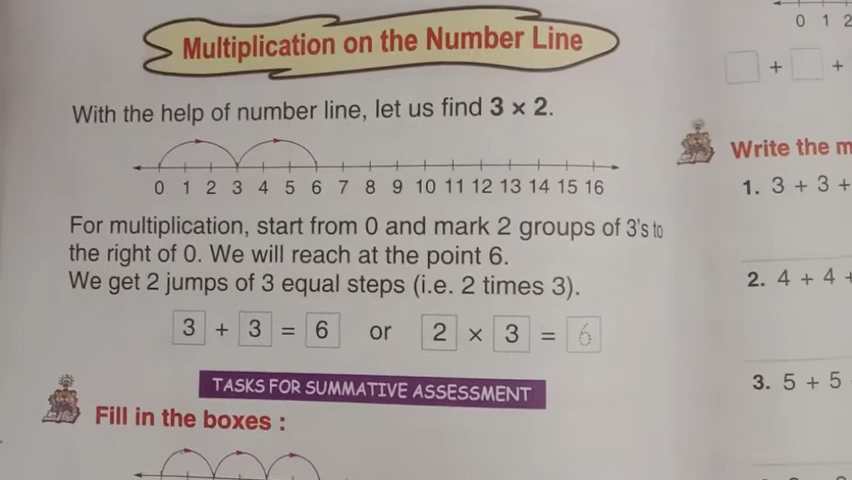 Multiplication on the Number Line
With the help of number line, let us find 3 × 2.
0 1 2 3 4 5 6 7 8 9 10 11 12 13 14 15 16
For multiplication, start from 0 and mark 2 groups of 3's to
the right of 0. We will reach at the point 6.
We get 2 jumps of 3 equal steps (i.e. 2 times 3).
3 + 3 = 6 or 2 × 3 = 6
TASKS FOR SUMMATIVE ASSESSMENT
Fill in the boxes :
0 1 2
+ +
Write the m
1. 3 + 3 +
2. 4 + 4 +
3. 5 + 5